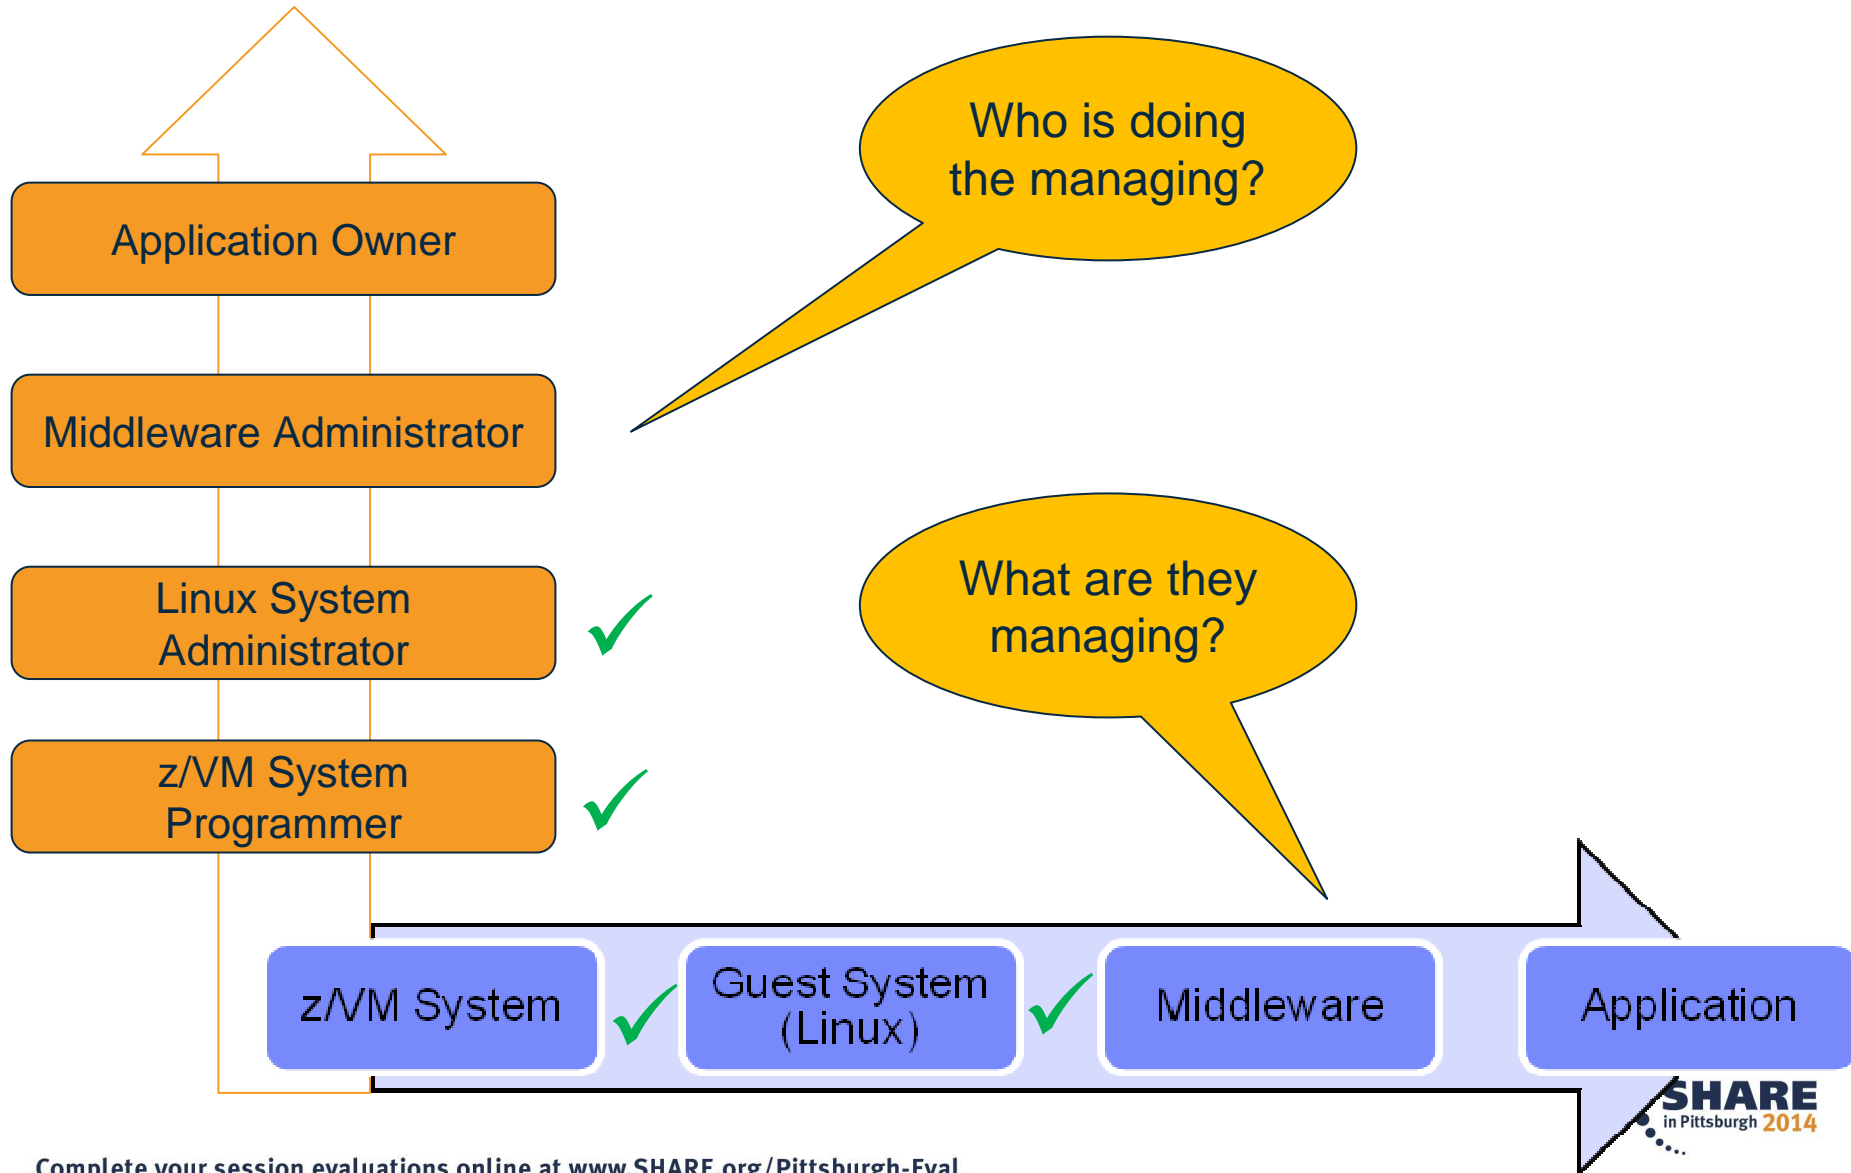 Who is doing
the managing?
Application Owner
Middleware Administrator
What are they
managing?
Linux System
Administrator
z/VM System
Programmer
z/VM System
Guest System
(Linux)
Middleware
Application
SHARE
in Pittsburgh 2014
Complete your session evaluations online at www.SHARE.org/Pittsburgh-Eval